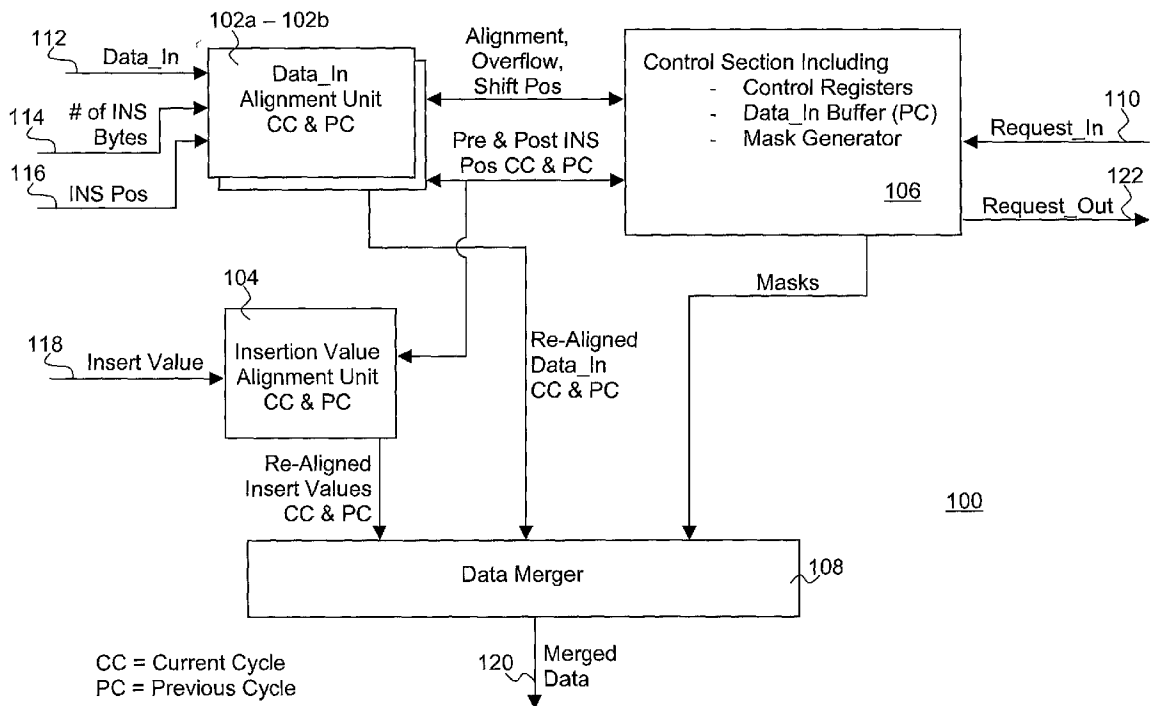 102a – 102b
112
Data_In
Data_In
Alignment Unit
CC & PC
# of INS
Bytes
114
116
INS Pos
Alignment,
Overflow,
Shift Pos
Pre & Post INS
Pos CC & PC
Control Section Including
- Control Registers
- Data_In Buffer (PC)
- Mask Generator
106
110
Request_In
122
Request_Out
Masks
104
118
Insert Value
Insertion Value
Alignment Unit
CC & PC
Re-Aligned
Data_In
CC & PC
Re-Aligned
Insert Values
CC & PC
100
Data Merger
108
CC = Current Cycle
PC = Previous Cycle
120
Merged
Data